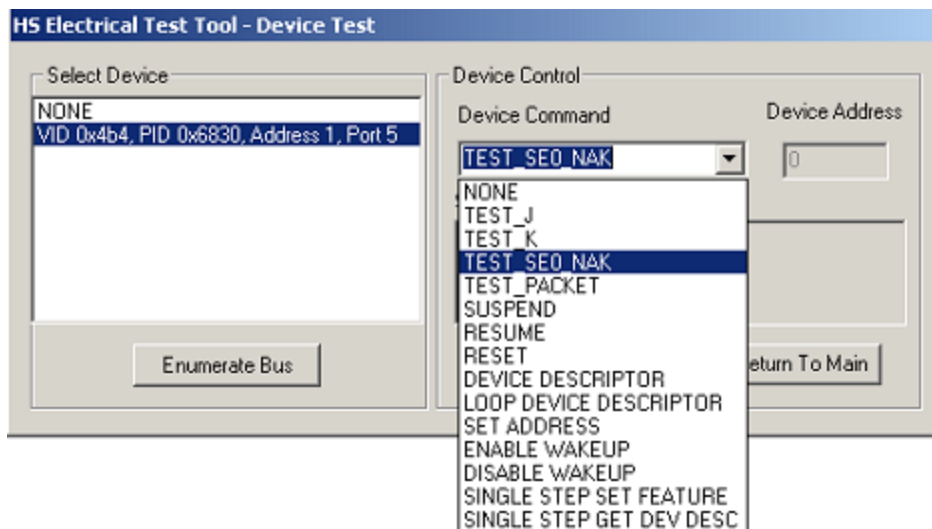 HS Electrical Test Tool - Device Test
Select Device
NONE
VID 0x4b4, PID 0x6830, Address 1, Port 5
Enumerate Bus
Device Control
Device Command
Device Address
TEST_SE0_NAK
0
NONE
TEST_J
TEST_K
TEST_SE0_NAK
TEST_PACKET
SUSPEND
RESUME
RESET
DEVICE DESCRIPTOR
LOOP DEVICE DESCRIPTOR
SET ADDRESS
ENABLE WAKEUP
DISABLE WAKEUP
SINGLE STEP SET FEATURE
SINGLE STEP GET DEV DESC
eturn To Main